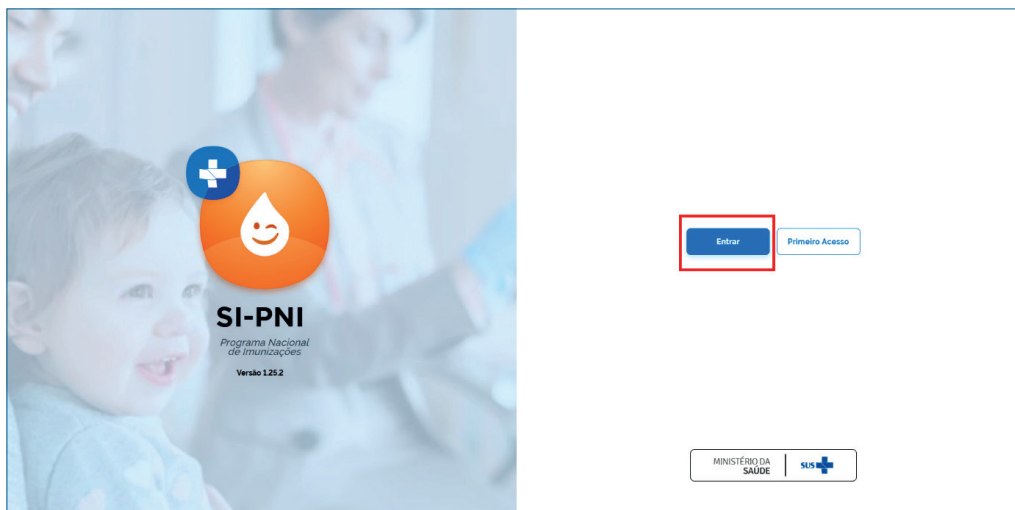 SI-PNI
Programa Nacional
de Imunizações
Versão 1.25.2
Entrar
Primeiro Acesso
MINISTÉRIO DA
SAÚDE
SUS